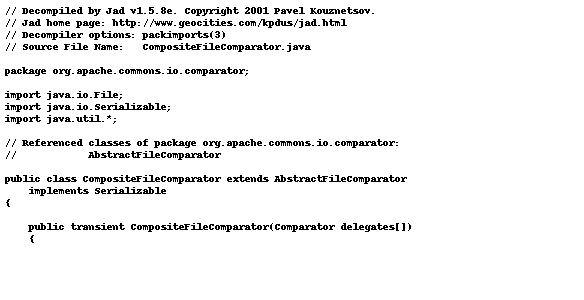 // Decompiled by Jad v1.5.8e. Copyright 2001 Pavel Kouznetsov.
// Jad home page: http://www.geocities.com/kpdus/jad.html
// Decompiler options: packimports(3)
// Source File Name:   CompositeFileComparator.java
package org.apache.commons.io.comparator;
import java.io.File;
import java.io.Serializable;
import java.util.*;
// Referenced classes of package org.apache.commons.io.comparator:
//            AbstractFileComparator
public class CompositeFileComparator extends AbstractFileComparator
    implements Serializable
{
    public transient CompositeFileComparator(Comparator delegates[])
    {